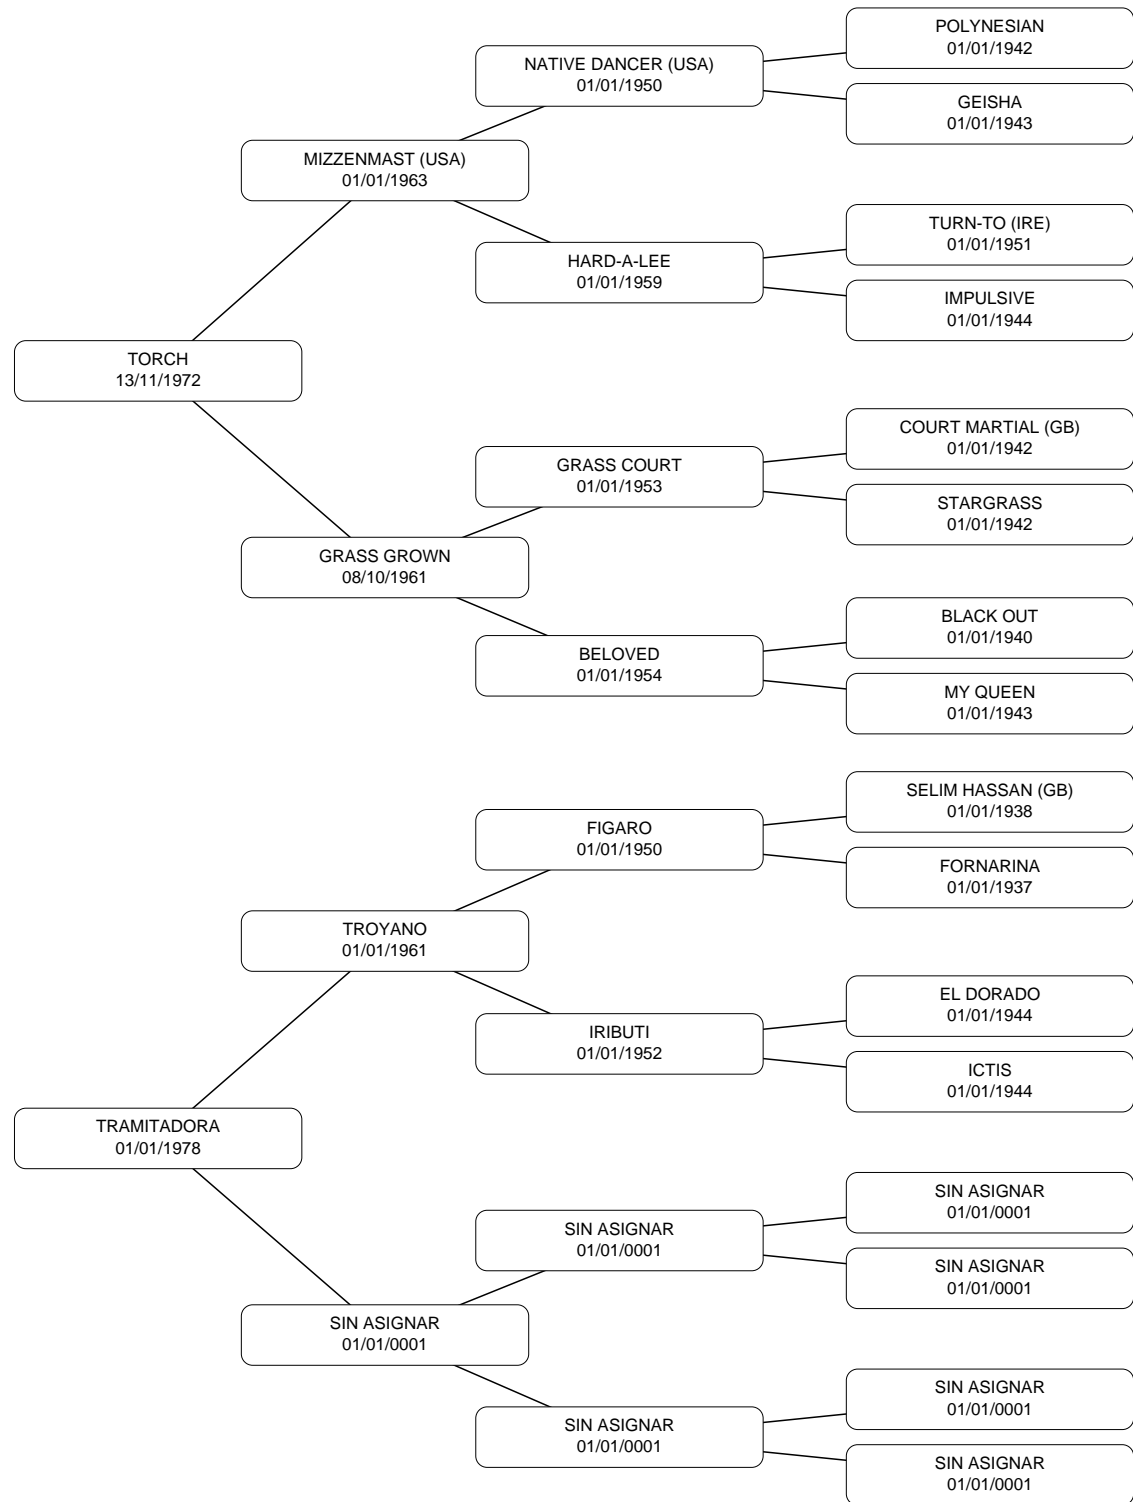 POLYNESIAN
01/01/1942
NATIVE DANCER (USA)
01/01/1950
GEISHA
01/01/1943
MIZZENMAST (USA)
01/01/1963
TURN-TO (IRE)
01/01/1951
HARD-A-LEE
01/01/1959
IMPULSIVE
01/01/1944
TORCH
13/11/1972
COURT MARTIAL (GB)
01/01/1942
GRASS COURT
01/01/1953
STARGRASS
01/01/1942
GRASS GROWN
08/10/1961
BLACK OUT
01/01/1940
BELOVED
01/01/1954
MY QUEEN
01/01/1943
SELIM HASSAN (GB)
01/01/1938
FIGARO
01/01/1950
FORNARINA
01/01/1937
TROYANO
01/01/1961
EL DORADO
01/01/1944
IRIBUTI
01/01/1952
ICTIS
01/01/1944
TRAMITADORA
01/01/1978
SIN ASIGNAR
01/01/0001
SIN ASIGNAR
01/01/0001
SIN ASIGNAR
01/01/0001
SIN ASIGNAR
01/01/0001
SIN ASIGNAR
01/01/0001
SIN ASIGNAR
01/01/0001
SIN ASIGNAR
01/01/0001